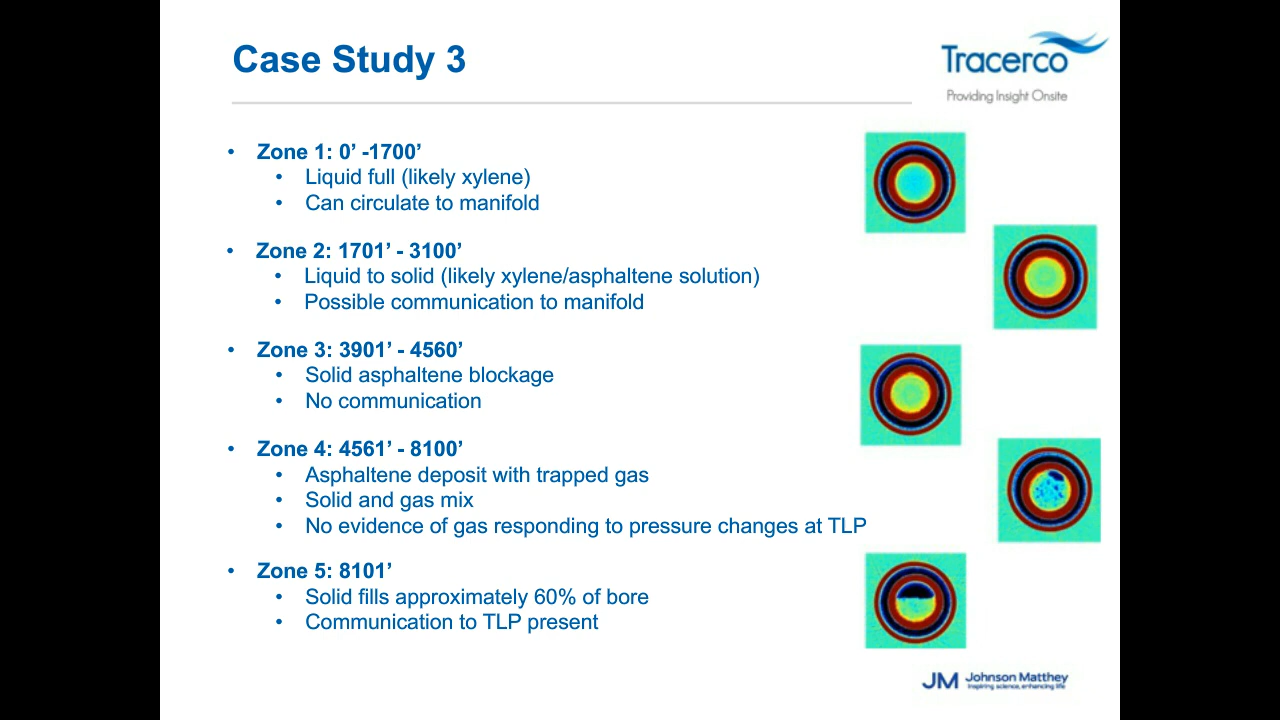 Case Study 3
Tracerco
Providing Insight Onsite
• Zone 1: 0’ -1700’
• Liquid full (likely xylene)
• Can circulate to manifold
• Zone 2: 1701’ - 3100’
• Liquid to solid (likely xylene/asphaltene solution)
• Possible communication to manifold
• Zone 3: 3901’ - 4560’
• Solid asphaltene blockage
• No communication
• Zone 4: 4561’ - 8100’
• Asphaltene deposit with trapped gas
• Solid and gas mix
• No evidence of gas responding to pressure changes at TLP
• Zone 5: 8101’
• Solid fills approximately 60% of bore
• Communication to TLP present
JM Johnson Matthey
Inspiring science, enhancing life